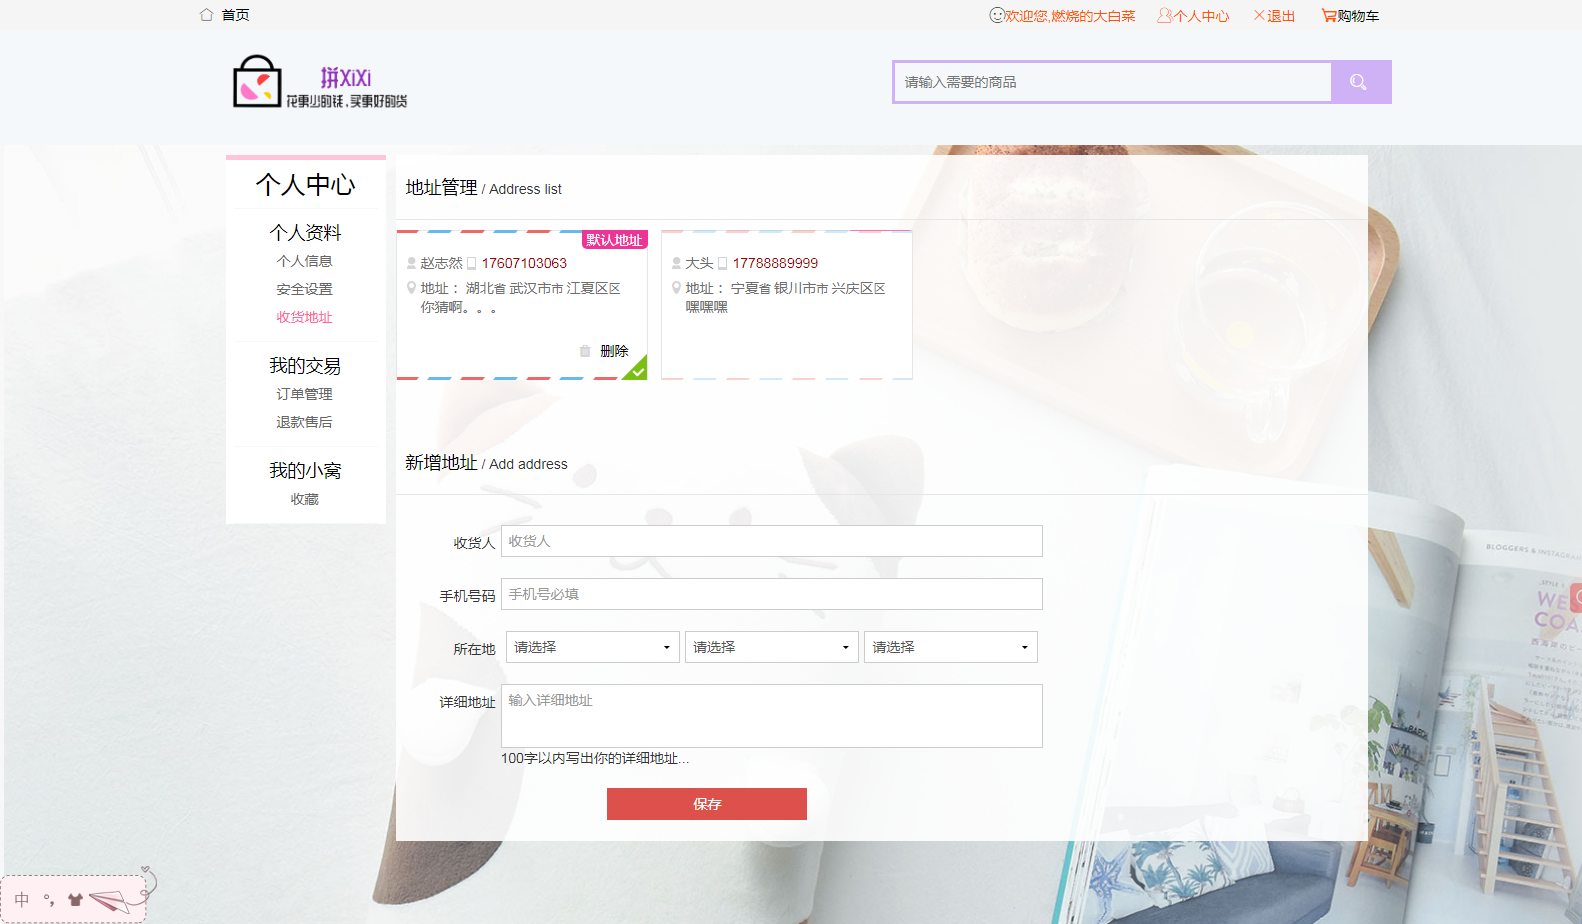 首页
欢迎您,燃烧的大白菜
个人中心
退出
购物车
拼XiXi
花更少的钱,买更好的货
请输入需要的商品
个人中心
个人资料
个人信息
安全设置
收货地址
我的交易
订单管理
退款售后
我的小窝
收藏
地址管理 / Address list
默认地址
赵志然 17607103063
地址： 湖北省 武汉市市 江夏区区
你猜啊。。。
删除
大头 17788889999
地址： 宁夏省 银川市市 兴庆区区
嘿嘿嘿
新增地址 / Add address
收货人 收货人
手机号码 手机号必填
所在地 请选择 请选择 请选择
详细地址 输入详细地址
100字以内写出你的详细地址...
保存
BLOGGERS & INSTAGRAM
STYLE
WES
COA
中 °,